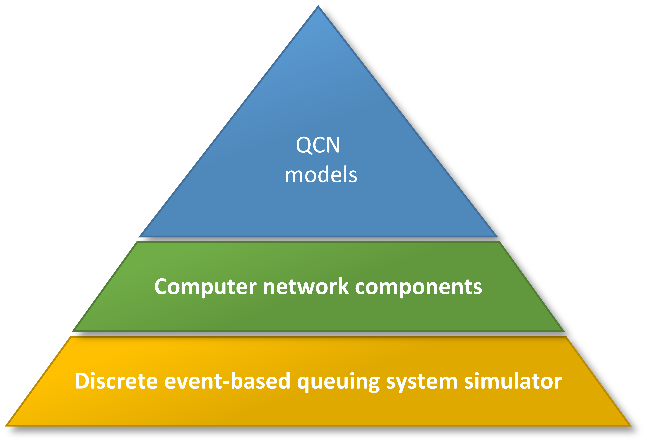 QCN
models
Computer network components
Discrete event-based queuing system simulator